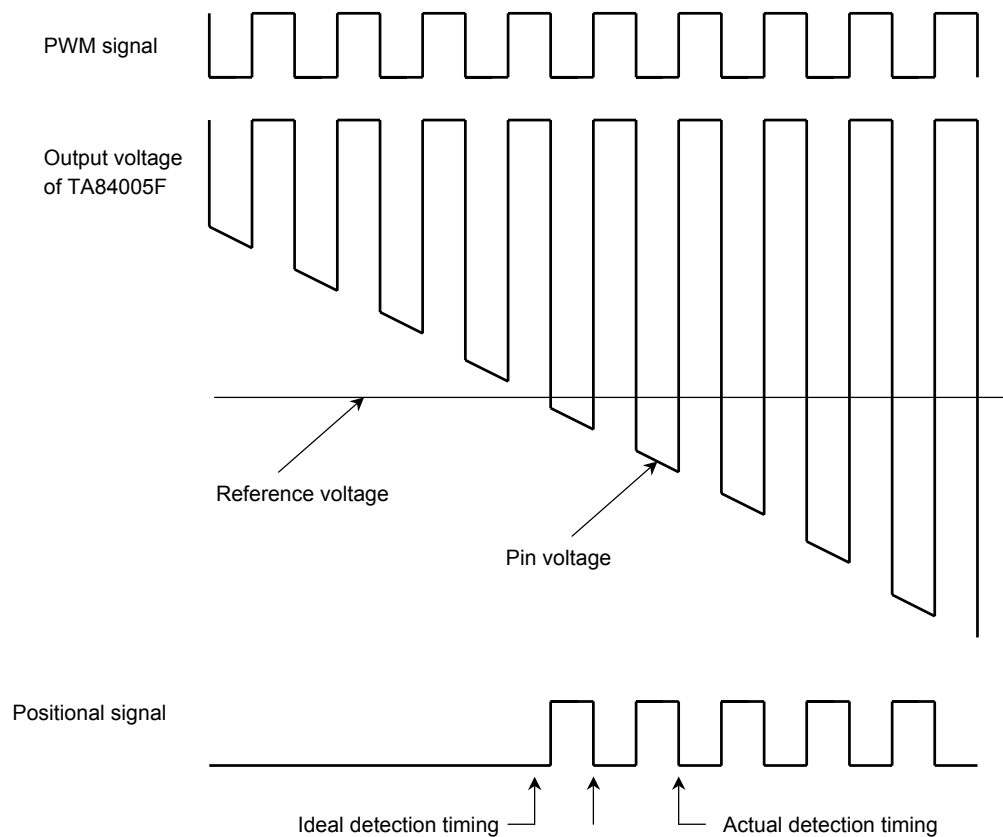 PWM signal
Output voltage
of TA84005F
Reference voltage
Pin voltage
Positional signal
Ideal detection timing
Actual detection timing